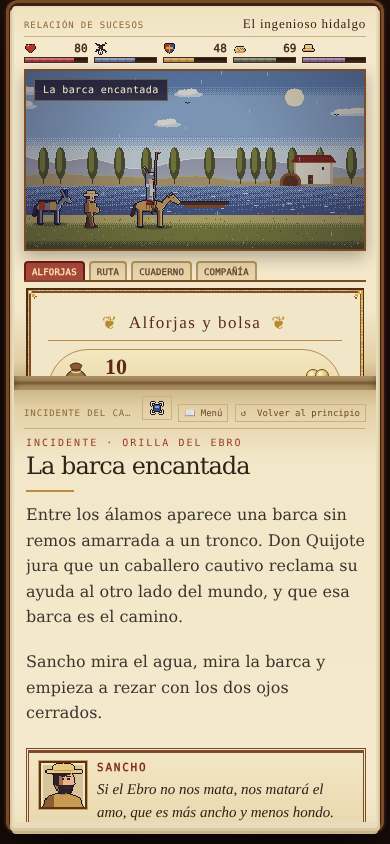 RELACIÓN DE SUCESOS
El ingenioso hidalgo
80
48
69
La barca encantada
ALFORJAS
RUTA
CUADERNO
COMPAÑÍA
Alforjas y bolsa
10
INCIDENTE DEL CA…
📖 Menú
↺ Volver al principio
INCIDENTE · ORILLA DEL EBRO
La barca encantada
Entre los álamos aparece una barca sin
remos amarrada a un tronco. Don Quijote
jura que un caballero cautivo reclama su
ayuda al otro lado del mundo, y que esa
barca es el camino.
Sancho mira el agua, mira la barca y
empieza a rezar con los dos ojos
cerrados.
SANCHO
Si el Ebro no nos mata, nos matará el
amo, que es más ancho y menos hondo.